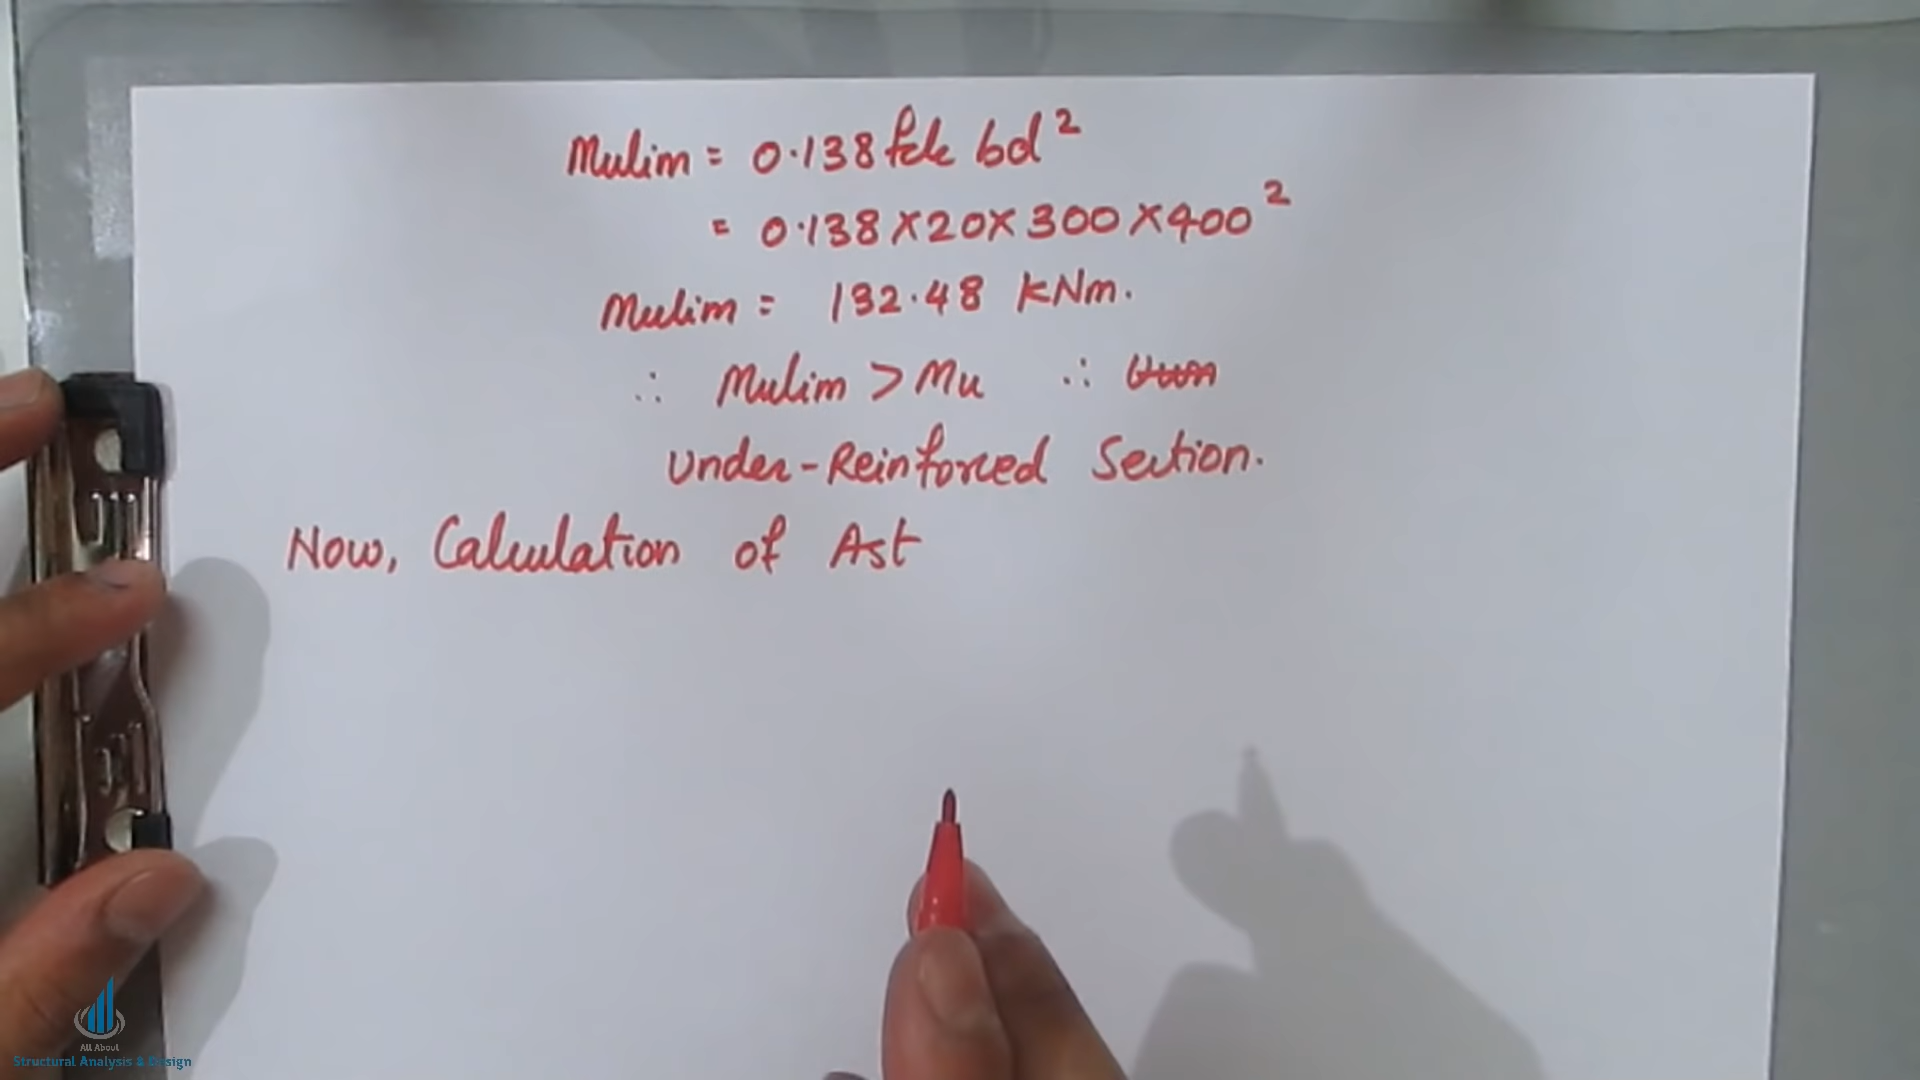 Mulim = 0.138 fck bd²
= 0.138 × 20 × 300 × 400²
Mulim = 132.48 kNm.
∴ Mulim > Mu ∴
Under-Reinforced Section.
Now, Calculation of Ast
All About
Structural Analysis & Design